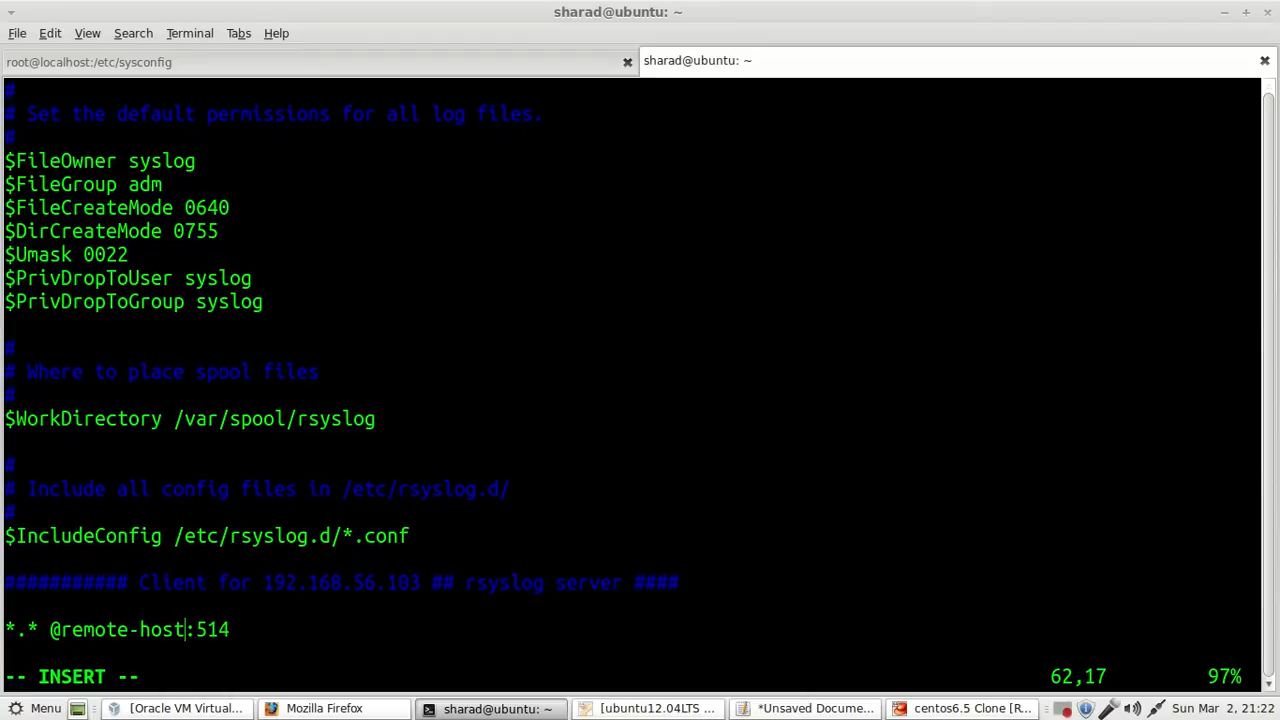 sharad@ubuntu: ~
File Edit View Search Terminal Tabs Help
root@localhost:/etc/sysconfig
sharad@ubuntu: ~
#
# Set the default permissions for all log files.
#
$FileOwner syslog
$FileGroup adm
$FileCreateMode 0640
$DirCreateMode 0755
$Umask 0022
$PrivDropToUser syslog
$PrivDropToGroup syslog
#
# Where to place spool files
#
$WorkDirectory /var/spool/rsyslog
#
# Include all config files in /etc/rsyslog.d/
#
$IncludeConfig /etc/rsyslog.d/*.conf
########### Client for 192.168.56.103 ## rsyslog server ####
*.* @remote-host:514
-- INSERT -- 62,17 97%
Menu [Oracle VM Virtual... Mozilla Firefox sharad@ubuntu: ~ [ubuntu12.04LTS ... *Unsaved Docume... centos6.5 Clone [R... Sun Mar 2, 21:22